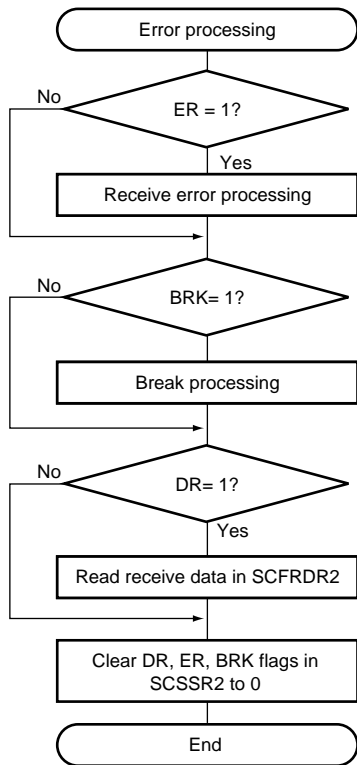 Error processing
No
ER = 1?
Yes
Receive error processing
No
BRK= 1?
Break processing
No
DR= 1?
Yes
Read receive data in SCFRDR2
Clear DR, ER, BRK flags in
SCSSR2 to 0
End